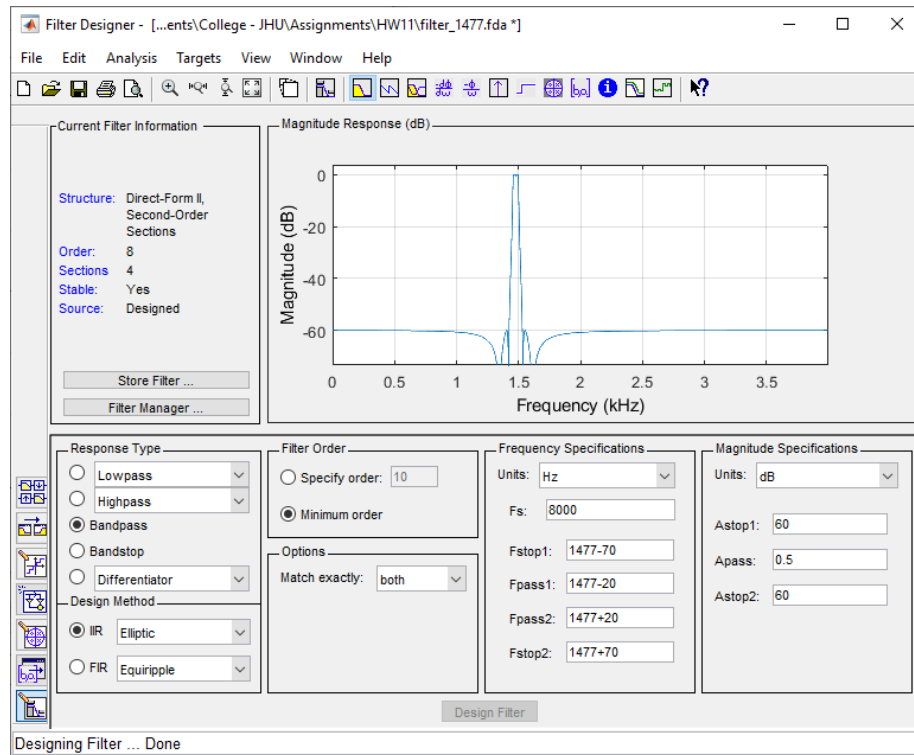 Filter Designer - [...ents\College - JHU\Assignments\HW11\filter_1477.fda *]
File Edit Analysis Targets View Window Help
Current Filter Information
Structure: Direct-Form II,
Second-Order
Sections
Order: 8
Sections 4
Stable: Yes
Source: Designed
Store Filter ...
Filter Manager ...
Magnitude Response (dB)
Magnitude (dB)
0
-20
-40
-60
0 0.5 1 1.5 2 2.5 3 3.5
Frequency (kHz)
Response Type
Lowpass
Highpass
Bandpass
Bandstop
Differentiator
Design Method
IIR Elliptic
FIR Equiripple
Filter Order
Specify order: 10
Minimum order
Options
Match exactly: both
Frequency Specifications
Units: Hz
Fs: 8000
Fstop1: 1477-70
Fpass1: 1477-20
Fpass2: 1477+20
Fstop2: 1477+70
Magnitude Specifications
Units: dB
Astop1: 60
Apass: 0.5
Astop2: 60
Design Filter
Designing Filter ... Done